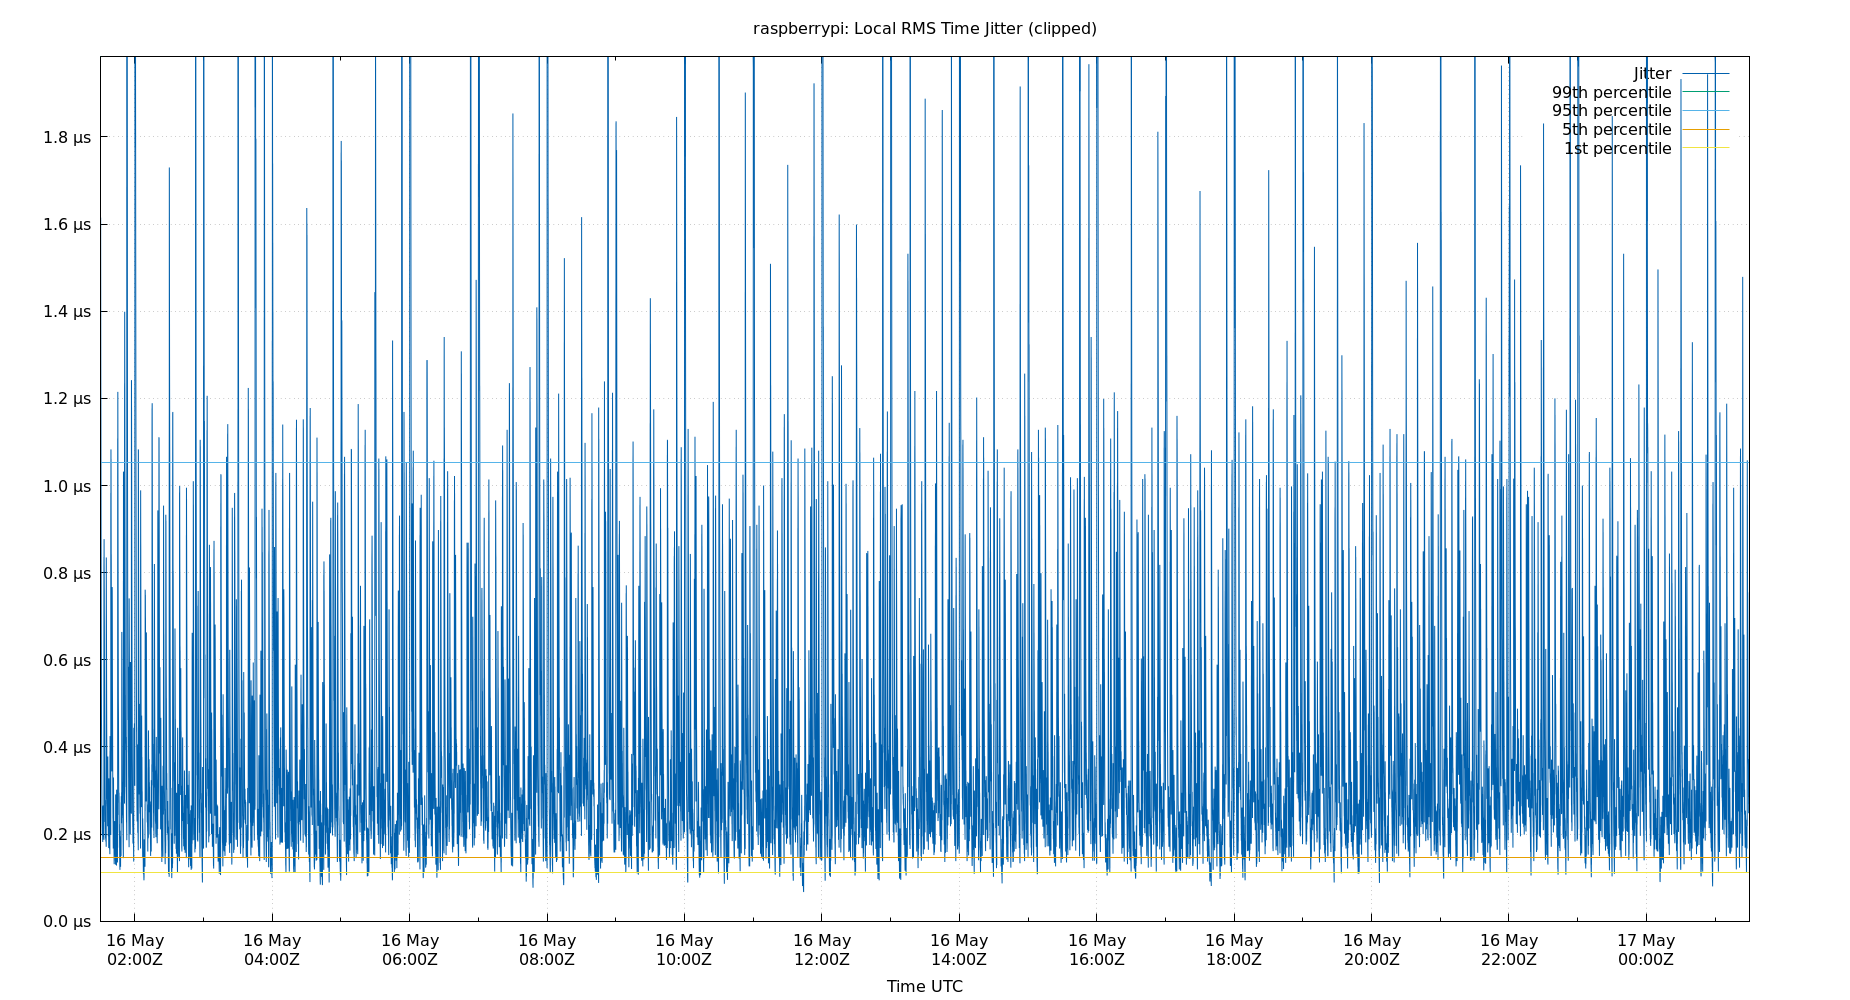 raspberrypi: Local RMS Time Jitter (clipped)
Jitter
99th percentile
95th percentile
5th percentile
1st percentile
1.8 µs
1.6 µs
1.4 µs
1.2 µs
1.0 µs
0.8 µs
0.6 µs
0.4 µs
0.2 µs
0.0 µs
16 May 16 May 16 May 16 May 16 May 16 May 16 May 16 May 16 May 16 May 16 May 17 May
02:00Z 04:00Z 06:00Z 08:00Z 10:00Z 12:00Z 14:00Z 16:00Z 18:00Z 20:00Z 22:00Z 00:00Z
Time UTC